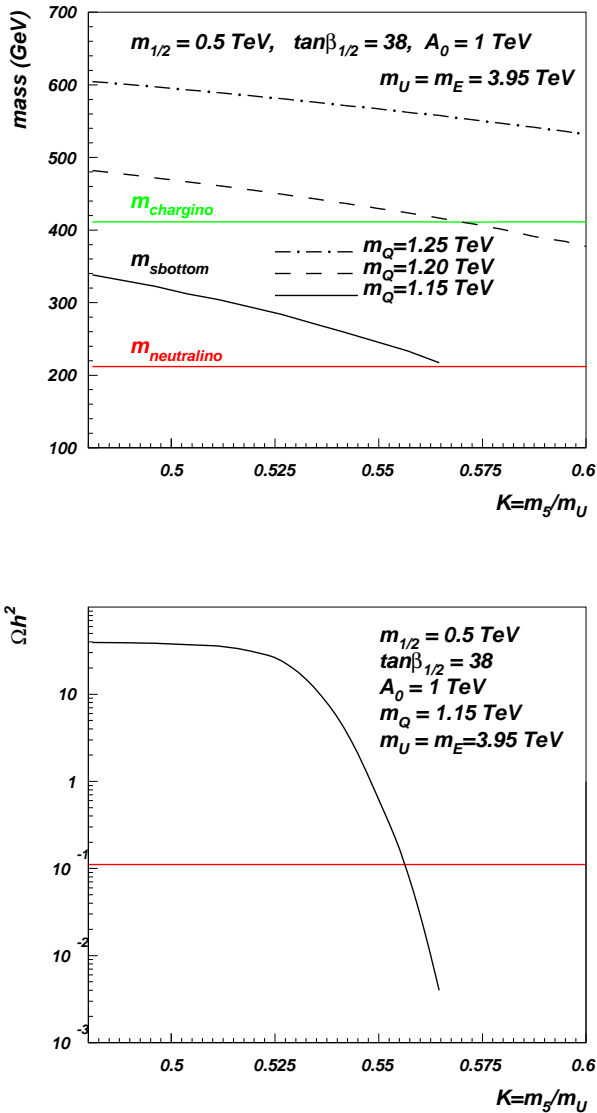 mass (GeV)
700
600
500
400
300
200
100
m1/2 = 0.5 TeV, tanβ1/2 = 38, A0 = 1 TeV
mU = mE = 3.95 TeV
mchargino
msbottom
mQ=1.25 TeV
mQ=1.20 TeV
mQ=1.15 TeV
mneutralino
0.5 0.525 0.55 0.575 0.6
K=m5/mU
Ωh2
10
1
10-1
10-2
10-3
m1/2 = 0.5 TeV
tanβ1/2 = 38
A0 = 1 TeV
mQ = 1.15 TeV
mU = mE=3.95 TeV
0.5 0.525 0.55 0.575 0.6
K=m5/mU